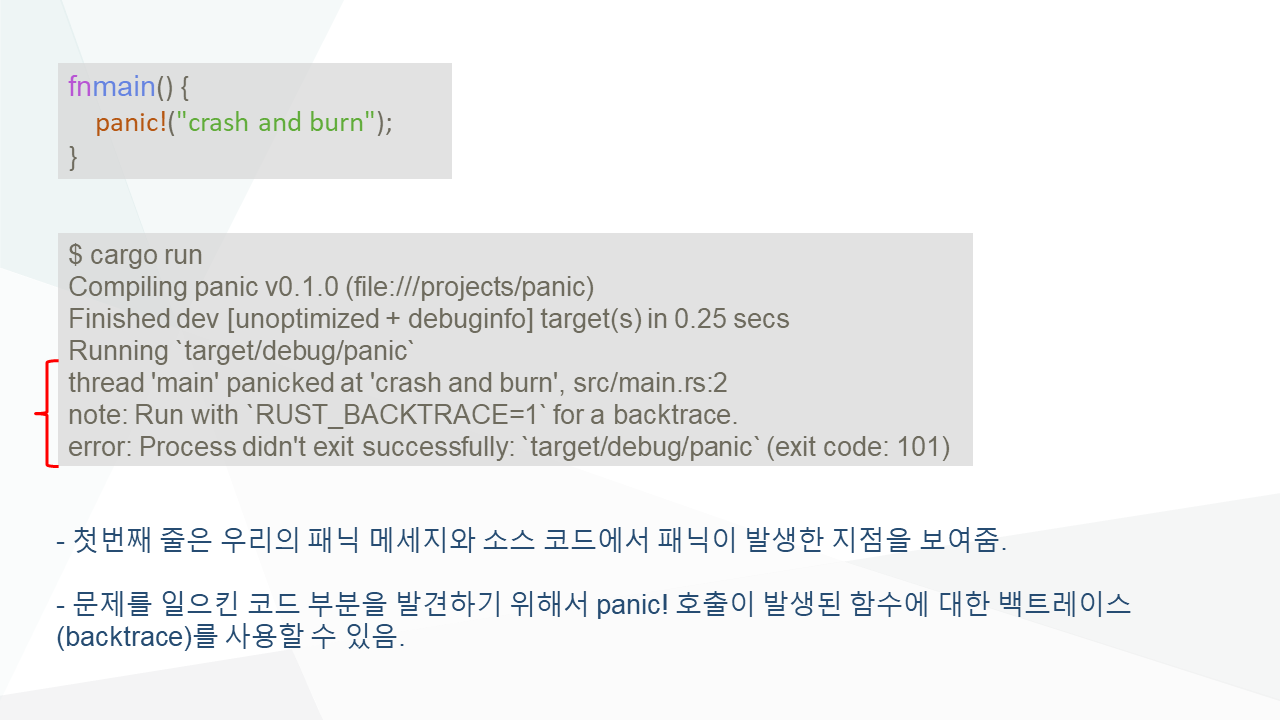 fnmain() {
panic!("crash and burn");
}
$ cargo run
Compiling panic v0.1.0 (file:///projects/panic)
Finished dev [unoptimized + debuginfo] target(s) in 0.25 secs
Running `target/debug/panic`
thread 'main' panicked at 'crash and burn', src/main.rs:2
note: Run with `RUST_BACKTRACE=1` for a backtrace.
error: Process didn't exit successfully: `target/debug/panic` (exit code: 101)
- 첫번째 줄은 우리의 패닉 메세지와 소스 코드에서 패닉이 발생한 지점을 보여줌.
- 문제를 일으킨 코드 부분을 발견하기 위해서 panic! 호출이 발생된 함수에 대한 백트레이스
(backtrace)를 사용할 수 있음.